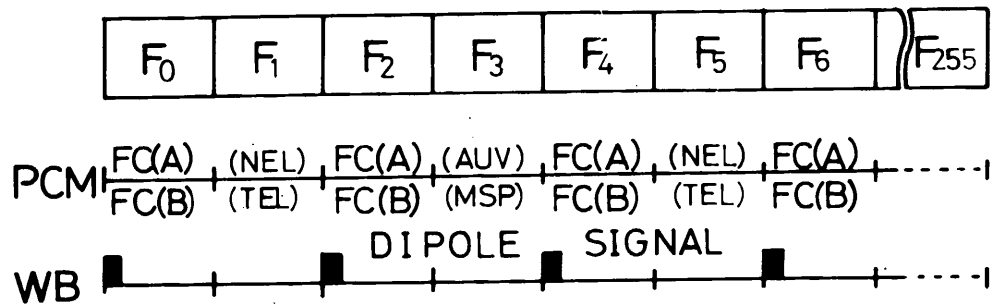 F0 F1 F2 F3 F4 F5 F6 F255
FC(A) (NEL) FC(A) (AUV) FC(A) (NEL) FC(A)
PCM
FC(B) (TEL) FC(B) (MSP) FC(B) (TEL) FC(B)
DIPOLE SIGNAL
WB